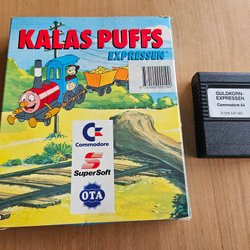 KALAS PUFFS
EXPRESSEN
Commodore
SuperSoft
OTA
GULDKORN-
EXPRESSEN
Commodore 64